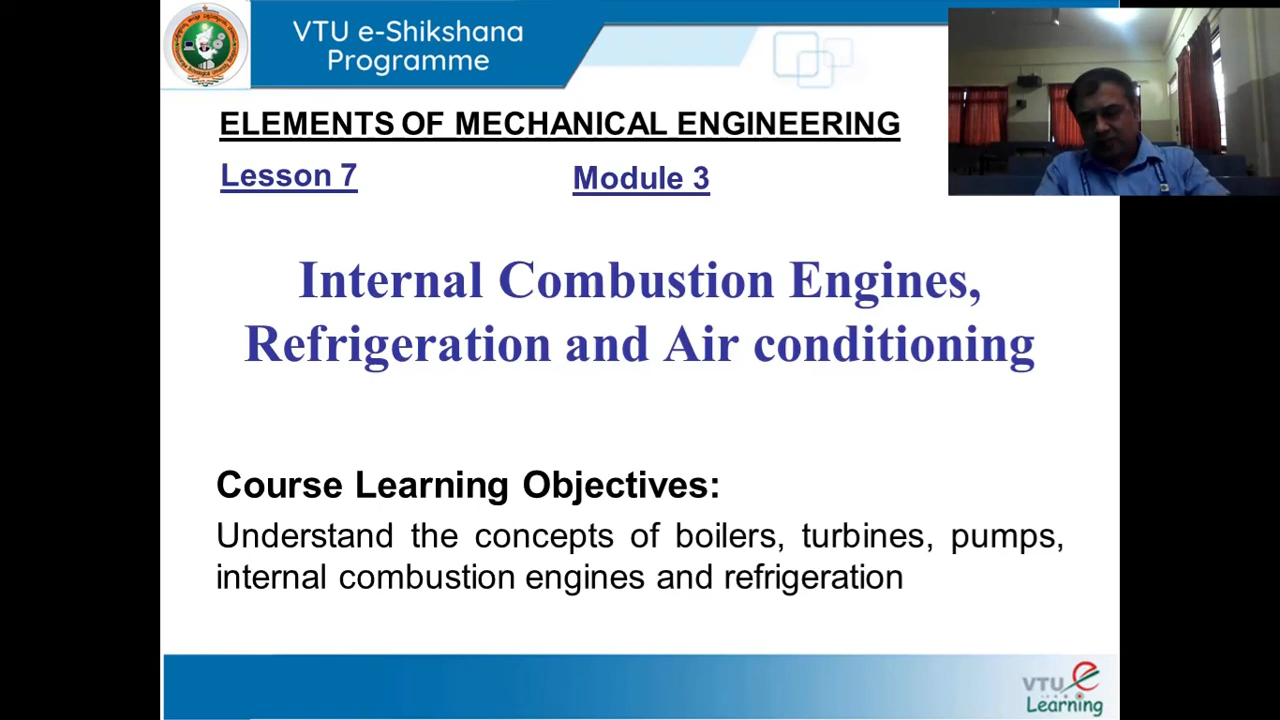 VTU e-Shikshana
Programme
ELEMENTS OF MECHANICAL ENGINEERING
Lesson 7
Module 3
Internal Combustion Engines,
Refrigeration and Air conditioning
Course Learning Objectives:
Understand the concepts of boilers, turbines, pumps,
internal combustion engines and refrigeration
VTU e
Learning